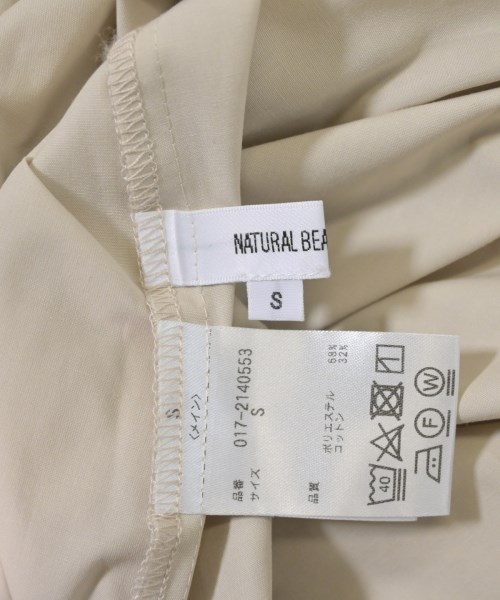 NATURAL BEA
S
S
〈メイン〉
品番 017-2140553
サイズ S
品質 ポリエステル 68%
コットン 32%
40
F W